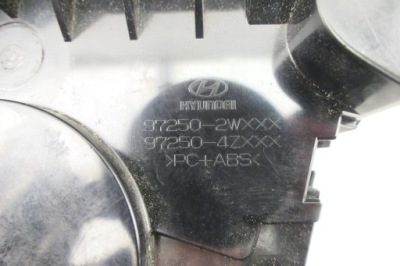 HYUNDAI
97250-2WXXX
97250-4ZXXX
>PC+ABS<